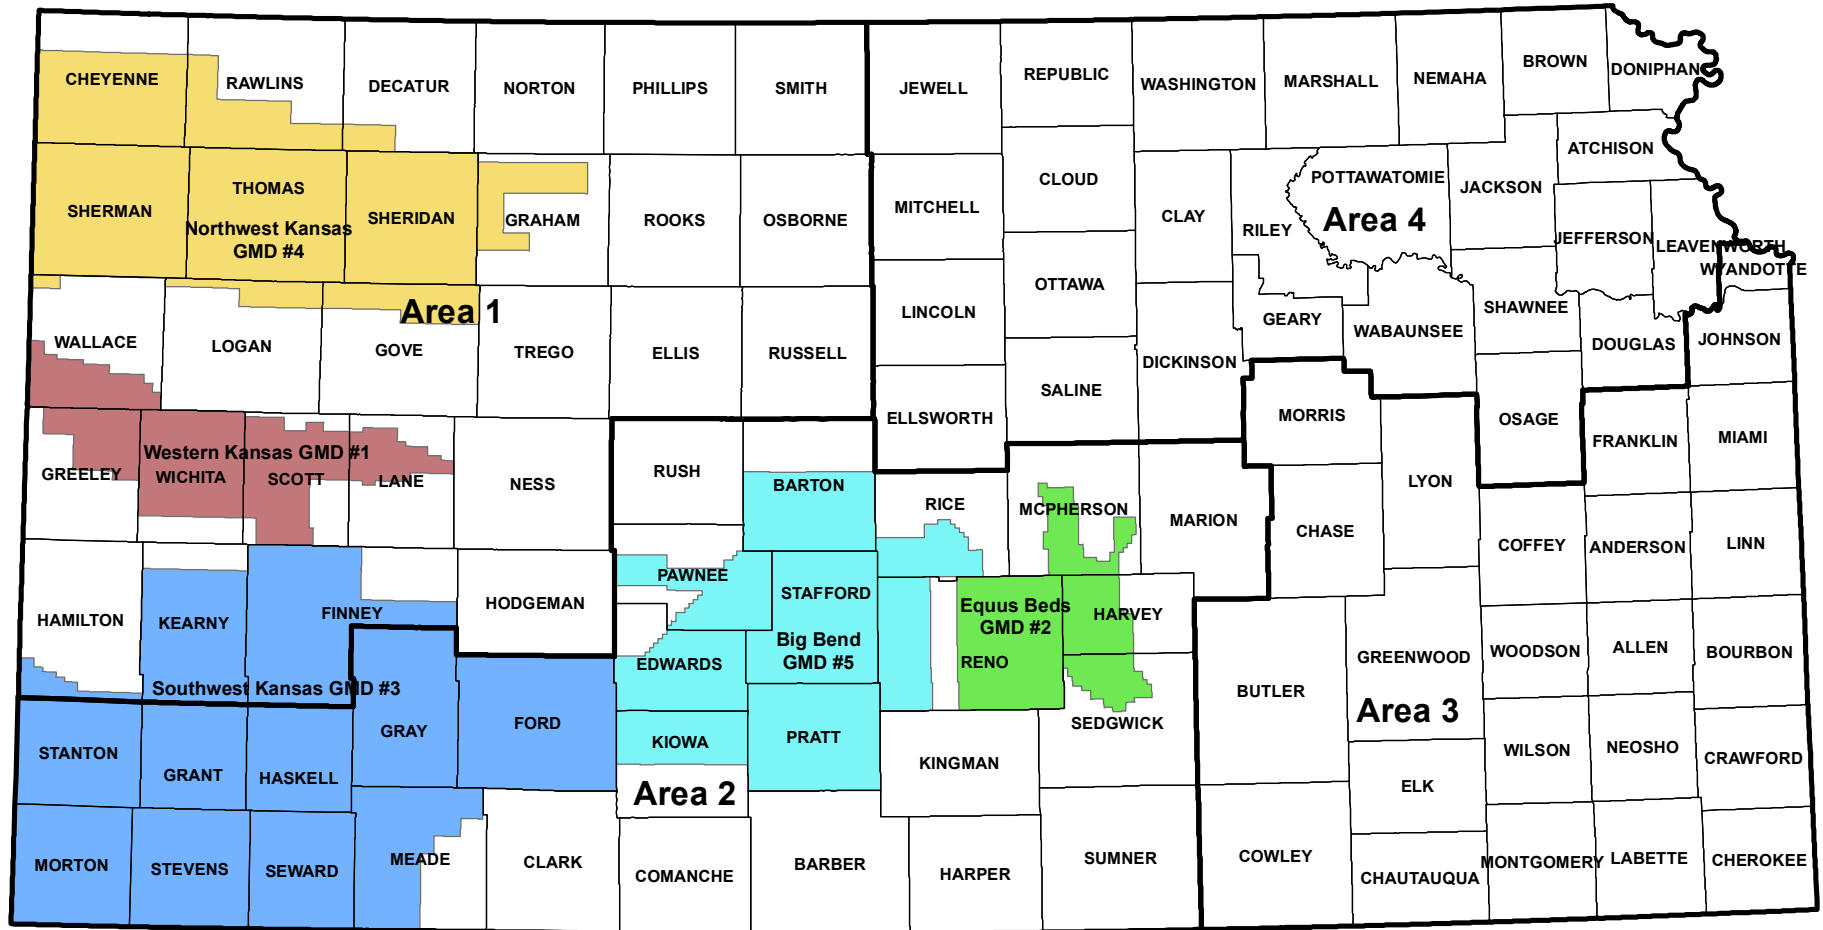 CHEYENNE
RAWLINS
DECATUR
NORTON
PHILLIPS
SMITH
JEWELL
REPUBLIC
WASHINGTON
MARSHALL
NEMAHA
BROWN
DONIPHAN
SHERMAN
THOMAS
SHERIDAN
GRAHAM
ROOKS
OSBORNE
MITCHELL
CLOUD
CLAY
RILEY
POTTAWATOMIE
JACKSON
ATCHISON
Northwest Kansas
GMD #4
Area 4
JEFFERSON
LEAVENWORTH
WYANDOTTE
WALLACE
LOGAN
GOVE
Area 1
TREGO
ELLIS
RUSSELL
LINCOLN
OTTAWA
DICKINSON
GEARY
WABAUNSEE
SHAWNEE
DOUGLAS
JOHNSON
GREELEY
Western Kansas GMD #1
WICHITA
SCOTT
LANE
NESS
RUSH
BARTON
ELLSWORTH
SALINE
RICE
MCPHERSON
MARION
MORRIS
CHASE
LYON
OSAGE
FRANKLIN
MIAMI
HAMILTON
KEARNY
FINNEY
HODGEMAN
PAWNEE
STAFFORD
Big Bend
GMD #5
EDWARDS
Equus Beds
GMD #2
RENO
HARVEY
COFFEY
ANDERSON
LINN
Southwest Kansas GMD #3
STANTON
GRANT
HASKELL
GRAY
FORD
KIOWA
PRATT
KINGMAN
SEDGWICK
BUTLER
GREENWOOD
Area 3
WOODSON
ALLEN
BOURBON
WILSON
NEOSHO
CRAWFORD
MORTON
STEVENS
SEWARD
MEADE
CLARK
Area 2
COMANCHE
BARBER
HARPER
SUMNER
COWLEY
ELK
CHAUTAUQUA
MONTGOMERY
LABETTE
CHEROKEE